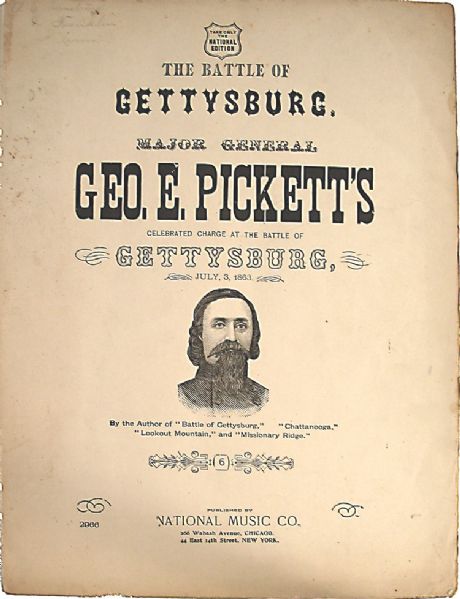 TAKE ONLY
THE
NATIONAL
EDITION
THE BATTLE OF
GETTYSBURG.
MAJOR GENERAL
GEO. E. PICKETT'S
CELEBRATED CHARGE AT THE BATTLE OF
GETTYSBURG,
JULY, 3, 1863.
By the Author of "Battle of Gettysburg," "Chattanooga,"
"Lookout Mountain," and "Missionary Ridge."
6
2966
PUBLISHED BY
NATIONAL MUSIC CO.
266 Wabash Avenue, CHICAGO.
44 East 14th Street, NEW YORK.